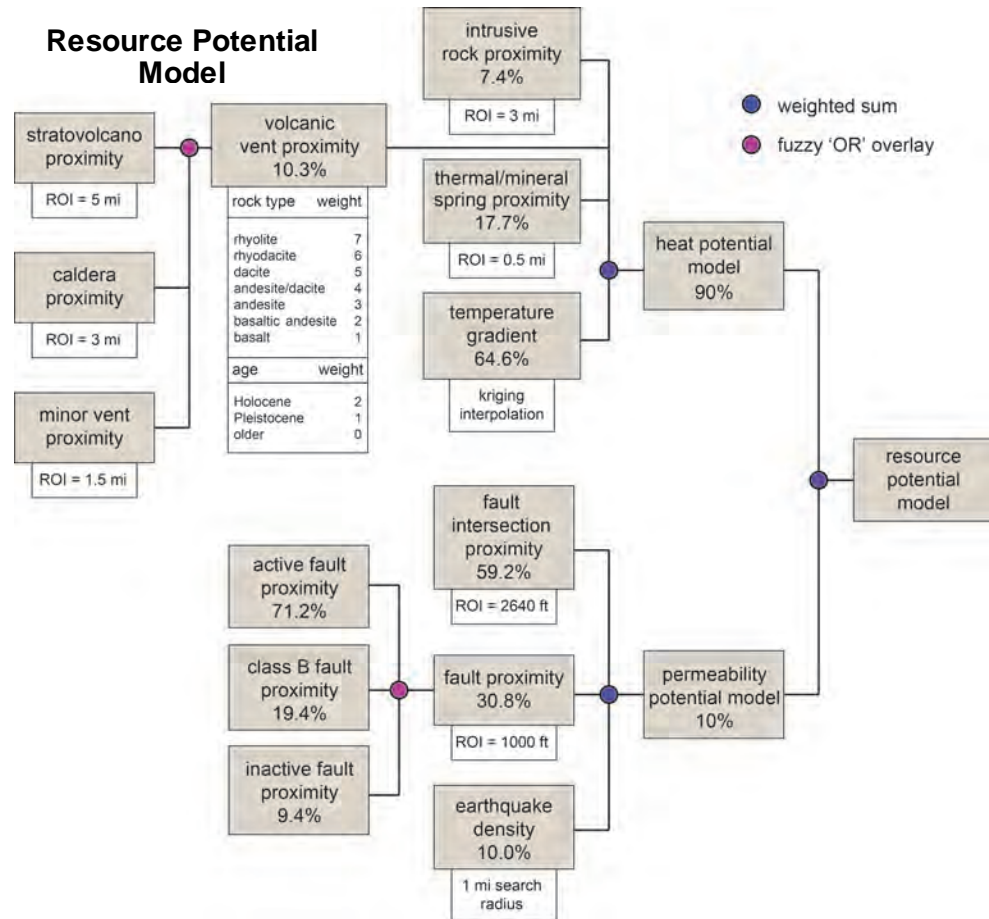 Resource Potential
Model
intrusive
rock proximity
7.4%
ROI = 3 mi
weighted sum
fuzzy 'OR' overlay
stratovolcano
proximity
ROI = 5 mi
volcanic
vent proximity
10.3%
rock type weight
rhyolite 7
rhyodacite 6
dacite 5
andesite/dacite 4
andesite 3
basaltic andesite 2
basalt 1
age weight
Holocene 2
Pleistocene 1
older 0
caldera
proximity
ROI = 3 mi
minor vent
proximity
ROI = 1.5 mi
thermal/mineral
spring proximity
17.7%
ROI = 0.5 mi
temperature
gradient
64.6%
kriging
interpolation
heat potential
model
90%
resource
potential
model
fault
intersection
proximity
59.2%
ROI = 2640 ft
active fault
proximity
71.2%
class B fault
proximity
19.4%
inactive fault
proximity
9.4%
fault proximity
30.8%
ROI = 1000 ft
earthquake
density
10.0%
1 mi search
radius
permeability
potential model
10%